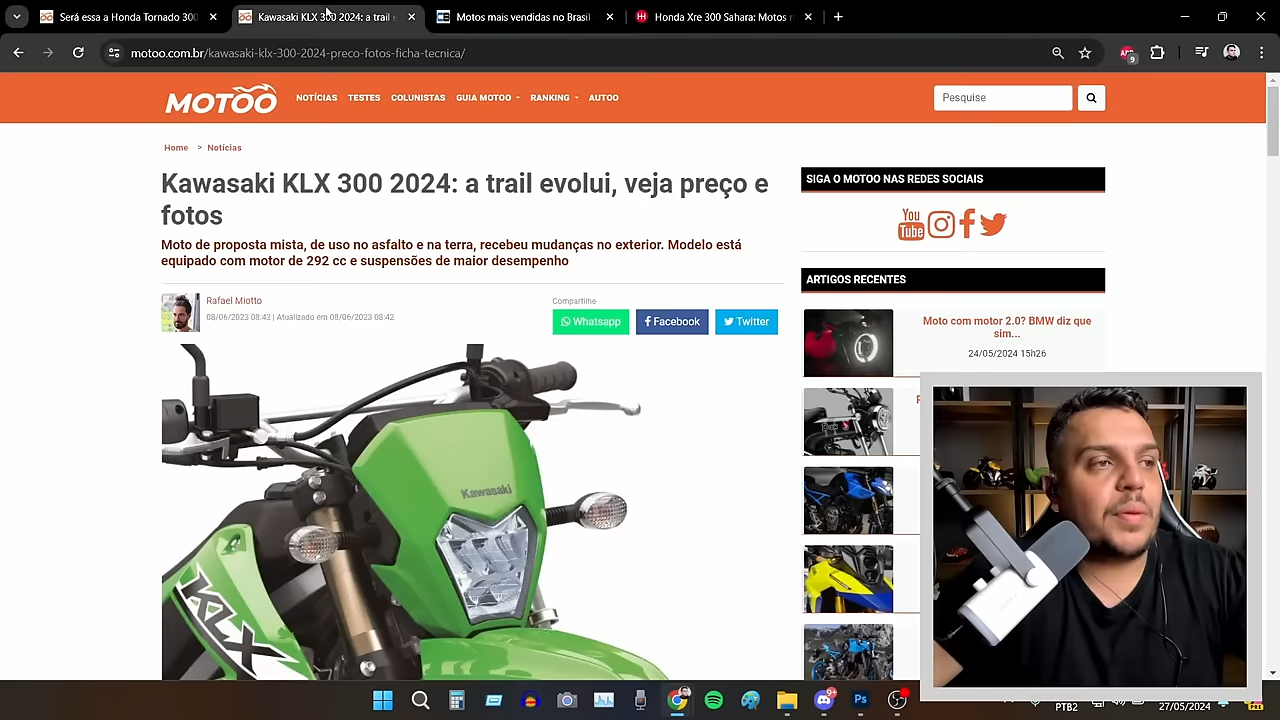 Será essa a Honda Tornado 300
Kawasaki KLX 300 2024: a trail e
Motos mais vendidas no Brasil
Honda Xre 300 Sahara: Motos n
motoo.com.br/kawasaki-klx-300-2024-preco-fotos-ficha-tecnica/
9
MOTOO
NOTÍCIAS
TESTES
COLUNISTAS
GUIA MOTOO
RANKING
AUTOO
Pesquise
Home > Notícias
Kawasaki KLX 300 2024: a trail evolui, veja preço e
fotos
Moto de proposta mista, de uso no asfalto e na terra, recebeu mudanças no exterior. Modelo está
equipado com motor de 292 cc e suspensões de maior desempenho
Rafael Miotto
08/06/2023 08:42 | Atualizado em 08/06/2023 08:42
Compartilhe
Whatsapp
Facebook
Twitter
Kawasaki
KLX
SIGA O MOTOO NAS REDES SOCIAIS
You
Tube
ARTIGOS RECENTES
Moto com motor 2.0? BMW diz que
sim...
24/05/2024 15h26
Ps
PTB2
27/05/2024